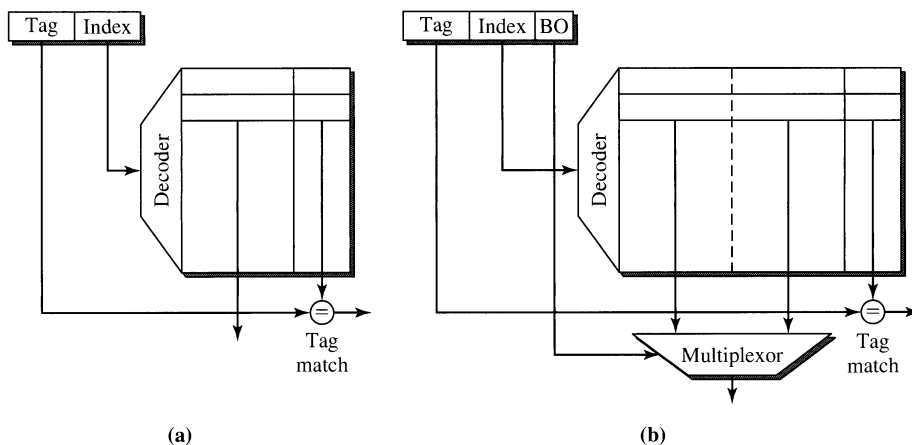 Tag Index
Decoder
Tag
match
(a)
Tag Index BO
Decoder
Multiplexor
Tag
match
(b)